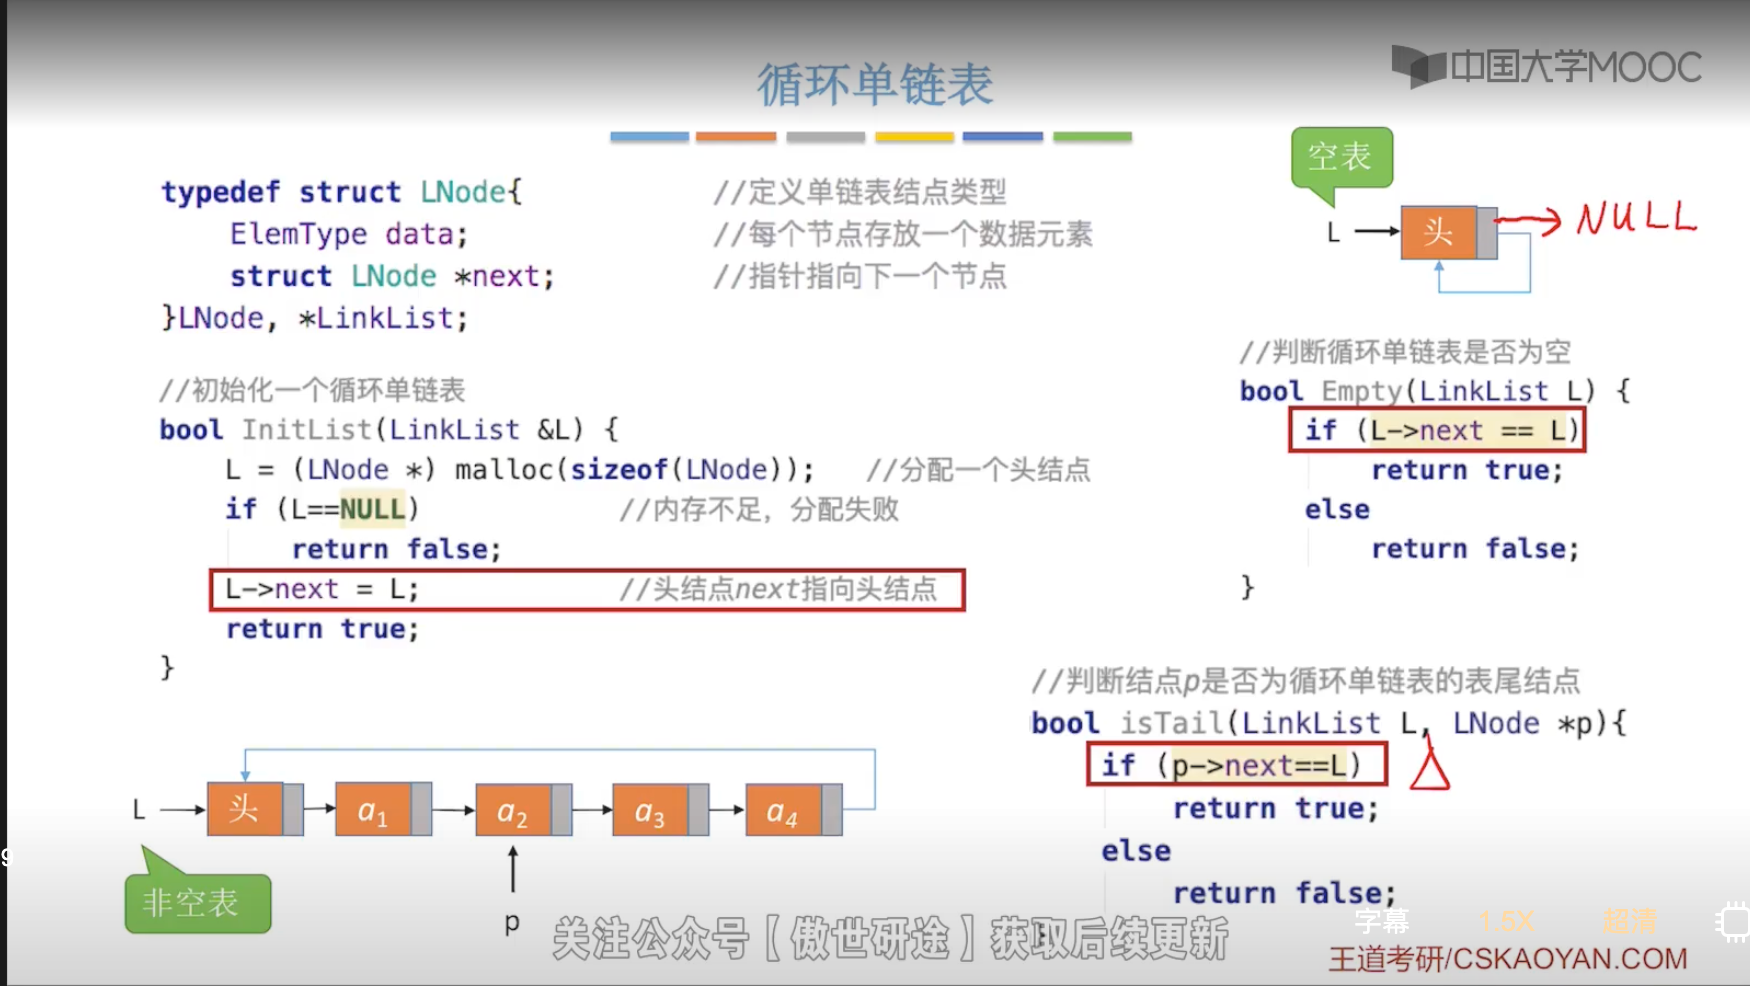 中国大学MOOC
循环单链表
typedef struct LNode{ //定义单链表结点类型
ElemType data; //每个节点存放一个数据元素
struct LNode *next; //指针指向下一个节点
}LNode, *LinkList;
//初始化一个循环单链表
bool InitList(LinkList &L) {
L = (LNode *) malloc(sizeof(LNode)); //分配一个头结点
if (L==NULL) //内存不足，分配失败
return false;
L->next = L; //头结点next指向头结点
return true;
}
空表
L 头 NULL
//判断循环单链表是否为空
bool Empty(LinkList L) {
if (L->next == L)
return true;
else
return false;
}
//判断结点p是否为循环单链表的表尾结点
bool isTail(LinkList L, LNode *p){
if (p->next==L)
return true;
else
return false;
L 头 a1 a2 a3 a4
非空表
p
9
关注公众号【傲世研途】获取后续更新
字幕 1.5X 超清
王道考研/CSKAOYAN.COM